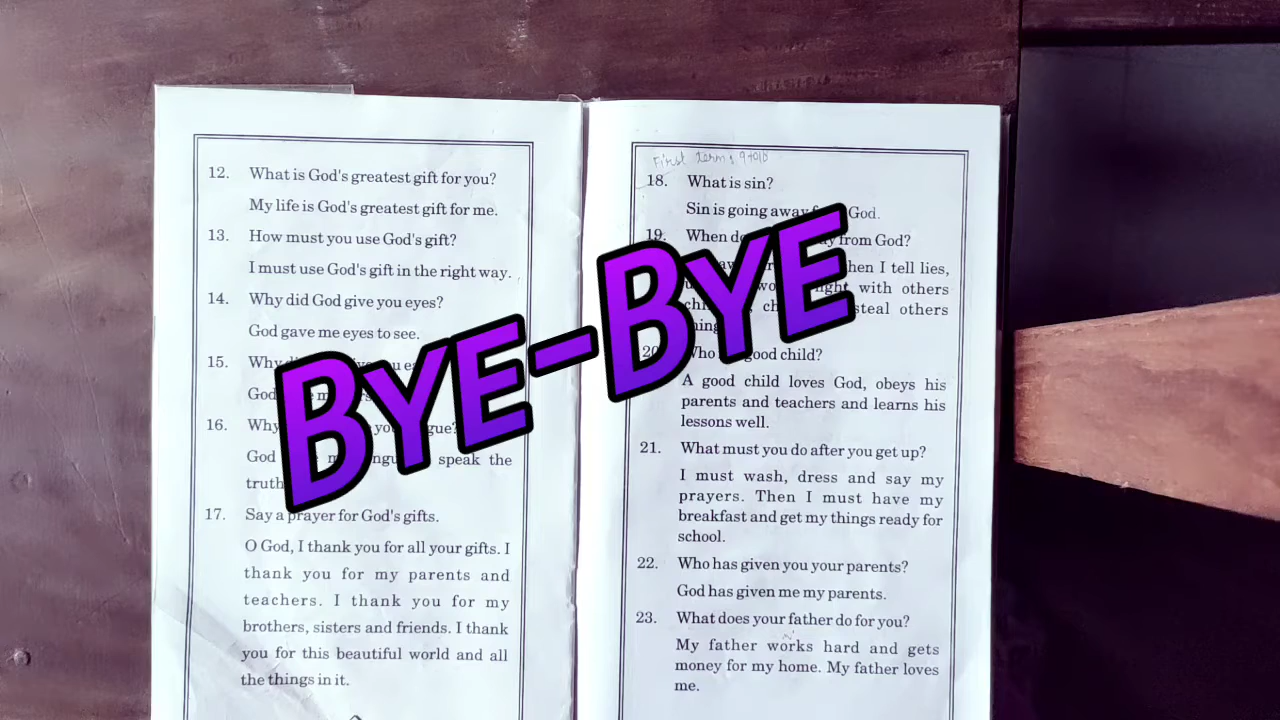 12. What is God's greatest gift for you?
My life is God's greatest gift for me.
13. How must you use God's gift?
I must use God's gift in the right way.
14. Why did God give you eyes?
God gave me eyes to see.
15. Why
God
16. Why
God speak the
truth
17. Say a prayer for God's gifts.
O God, I thank you for all your gifts. I
thank you for my parents and
teachers. I thank you for my
brothers, sisters and friends. I thank
you for this beautiful world and all
the things in it.
First term
18. What is sin?
Sin is going away God.
19. When from God?
when I tell lies,
fight with others
steal others
20. good child?
A good child loves God, obeys his
parents and teachers and learns his
lessons well.
21. What must you do after you get up?
I must wash, dress and say my
prayers. Then I must have my
breakfast and get my things ready for
school.
22. Who has given you your parents?
God has given me my parents.
23. What does your father do for you?
My father works hard and gets
money for my home. My father loves
me.
BYE-BYE